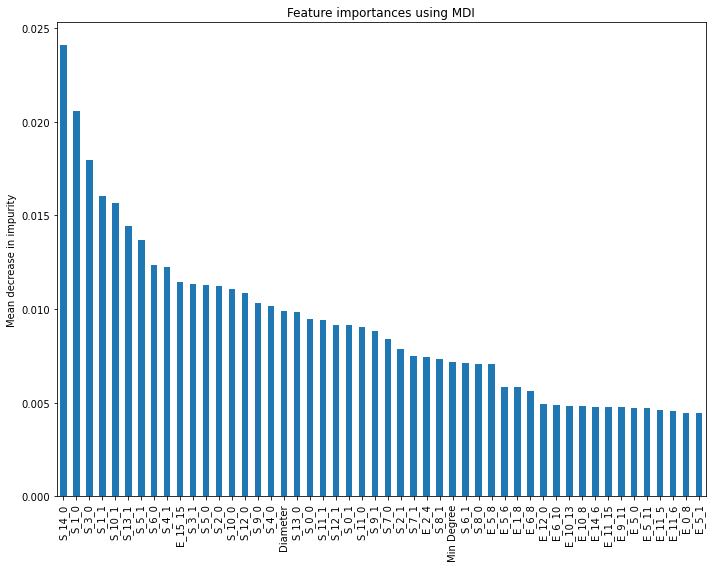 Feature importances using MDI
Mean decrease in impurity
0.025
0.020
0.015
0.010
0.005
0.000
S_14_0
S_1_0
S_3_0
S_1_1
S_10_1
S_13_1
S_5_1
S_6_0
S_4_1
E_15_15
S_3_1
S_5_0
S_2_0
S_10_0
S_12_0
S_9_0
S_4_0
Diameter
S_13_0
S_0_0
S_11_1
S_12_1
S_0_1
S_11_0
S_9_1
S_7_0
S_2_1
S_7_1
E_2_4
S_8_1
Min Degree
S_6_1
S_8_0
E_5_8
E_5_6
E_1_8
E_6_8
E_12_0
E_6_10
E_10_13
E_10_8
E_14_6
E_11_15
E_9_11
E_5_0
E_5_11
E_11_5
E_11_6
E_0_8
E_5_1